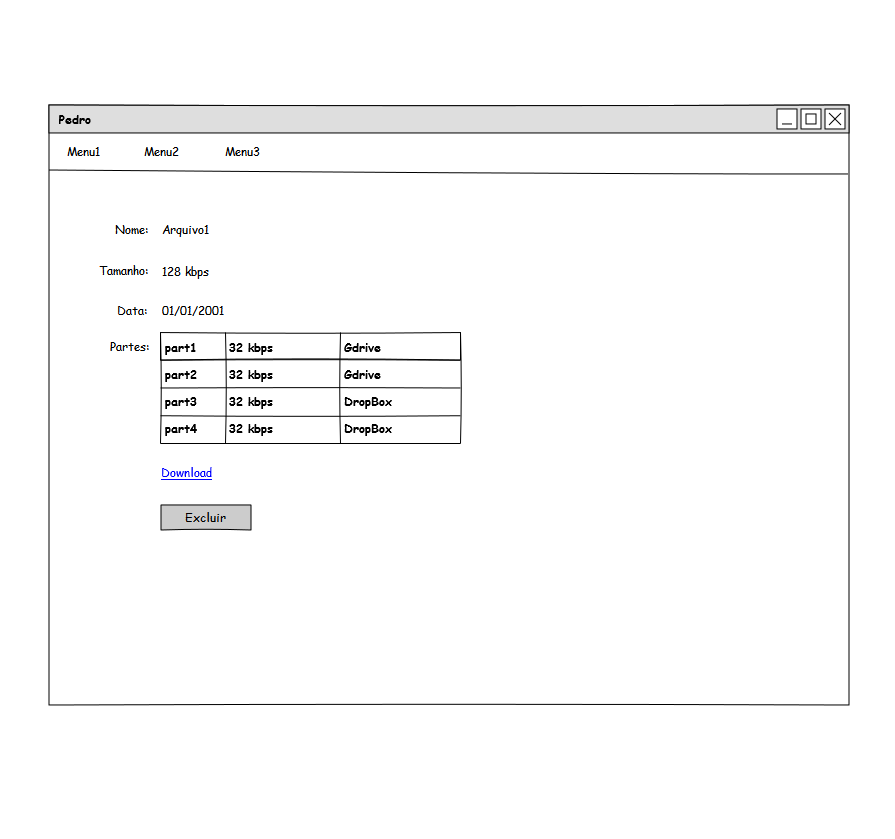 Pedro
Menu1 Menu2 Menu3
Nome: Arquivo1
Tamanho: 128 kbps
Data: 01/01/2001
Partes: part1 32 kbps Gdrive
part2 32 kbps Gdrive
part3 32 kbps DropBox
part4 32 kbps DropBox
Download
Excluir